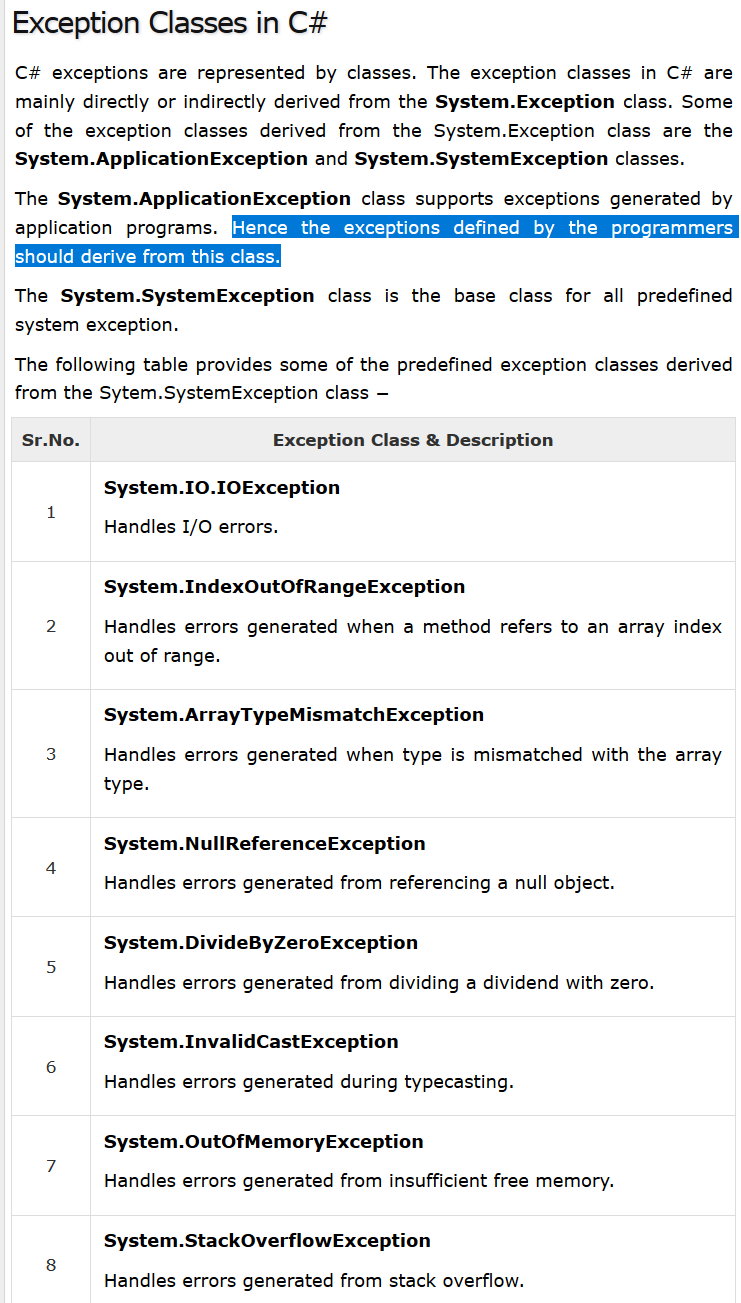 Exception Classes in C#
C# exceptions are represented by classes. The exception classes in C# are
mainly directly or indirectly derived from the System.Exception class. Some
of the exception classes derived from the System.Exception class are the
System.ApplicationException and System.SystemException classes.
The System.ApplicationException class supports exceptions generated by
application programs. Hence the exceptions defined by the programmers
should derive from this class.
The System.SystemException class is the base class for all predefined
system exception.
The following table provides some of the predefined exception classes derived
from the Sytem.SystemException class −
Sr.No. Exception Class & Description
1
System.IO.IOException
Handles I/O errors.
2
System.IndexOutOfRangeException
Handles errors generated when a method refers to an array index
out of range.
3
System.ArrayTypeMismatchException
Handles errors generated when type is mismatched with the array
type.
4
System.NullReferenceException
Handles errors generated from referencing a null object.
5
System.DivideByZeroException
Handles errors generated from dividing a dividend with zero.
6
System.InvalidCastException
Handles errors generated during typecasting.
7
System.OutOfMemoryException
Handles errors generated from insufficient free memory.
8
System.StackOverflowException
Handles errors generated from stack overflow.